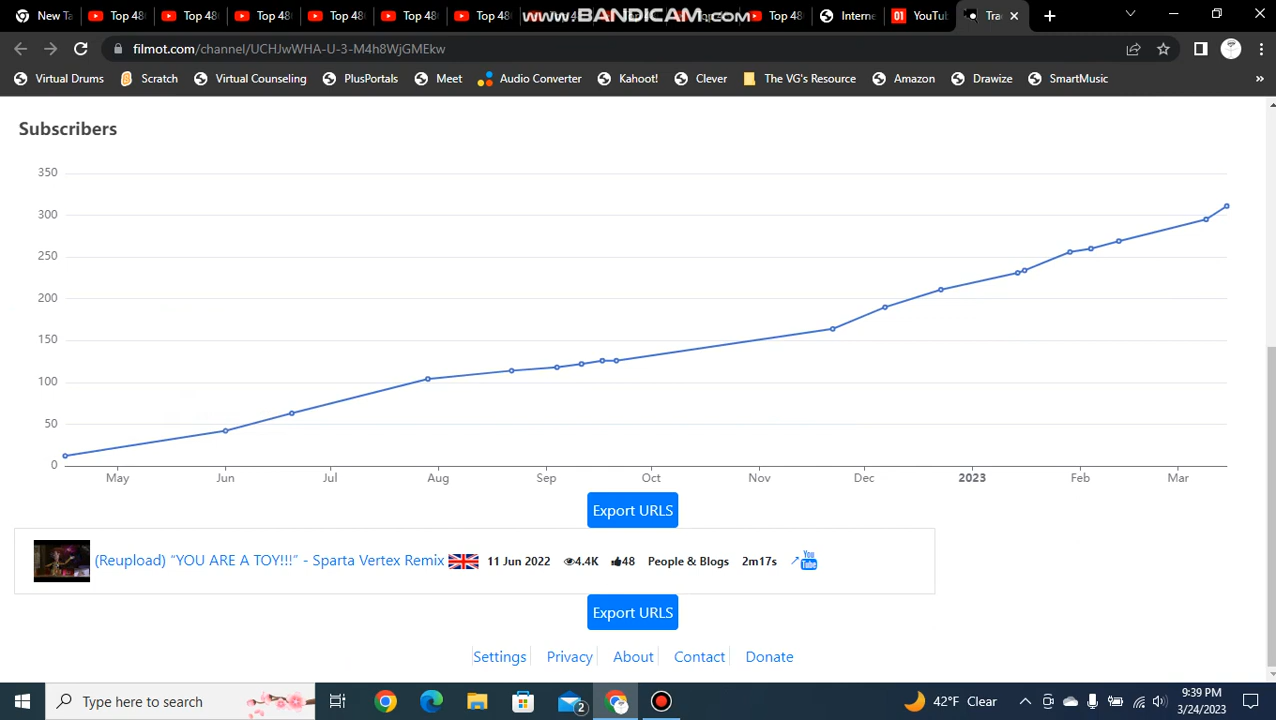 New Ta Top 48 Top 48 Top 48 Top 48 Top 48 Interne 01 YouTub Tra
www.BANDICAM.com
filmot.com/channel/UCHJwWHA-U-3-M4h8WjGMEkw
Virtual Drums Scratch Virtual Counseling PlusPortals Meet Audio Converter Kahoot! Clever The VG's Resource Amazon Drawize SmartMusic »
Subscribers
350
300
250
200
150
100
50
0
May Jun Jul Aug Sep Oct Nov Dec 2023 Feb Mar
Export URLS
(Reupload) “YOU ARE A TOY!!!” - Sparta Vertex Remix 11 Jun 2022 4.4K 48 People & Blogs 2m17s You Tube
Export URLS
Settings Privacy About Contact Donate
Type here to search 2 42°F Clear 9:39 PM
3/24/2023